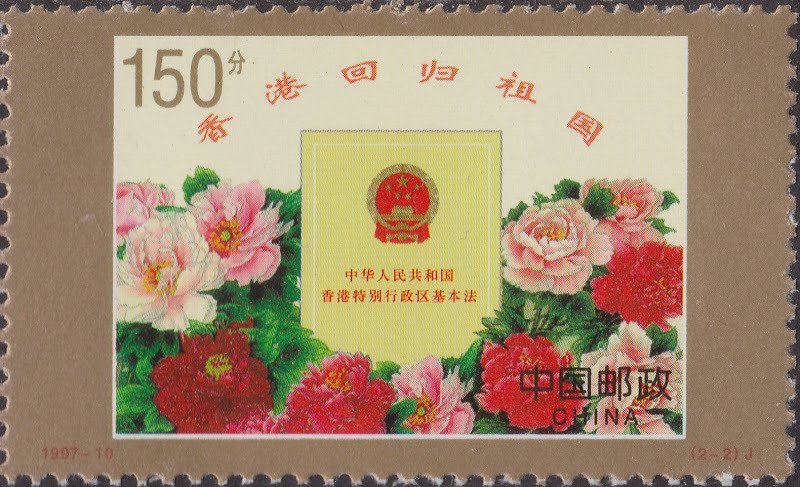 150分
香港回归祖国
中华人民共和国
香港特别行政区基本法
中国邮政
CHINA
1997-10
(2-2) J